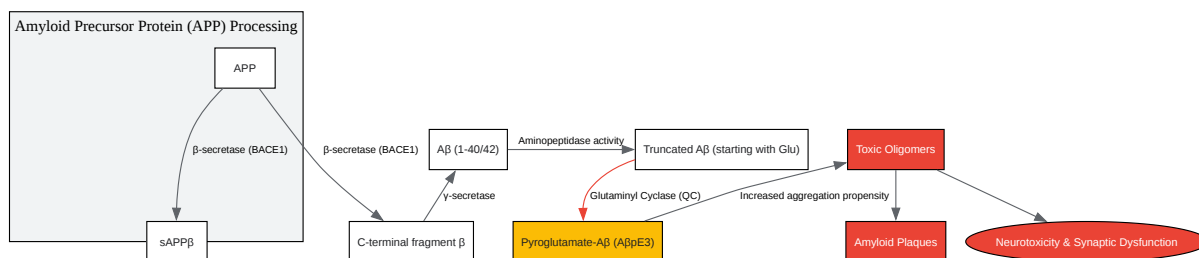 Amyloid Precursor Protein (APP) Processing
APP
β-secretase (BACE1)
β-secretase (BACE1)
Aβ (1-40/42)
Aminopeptidase activity
Truncated Aβ (starting with Glu)
Toxic Oligomers
γ-secretase
Glutaminyl Cyclase (QC)
Increased aggregation propensity
sAPPβ
C-terminal fragment β
Pyroglutamate-Aβ (AβpE3)
Amyloid Plaques
Neurotoxicity & Synaptic Dysfunction